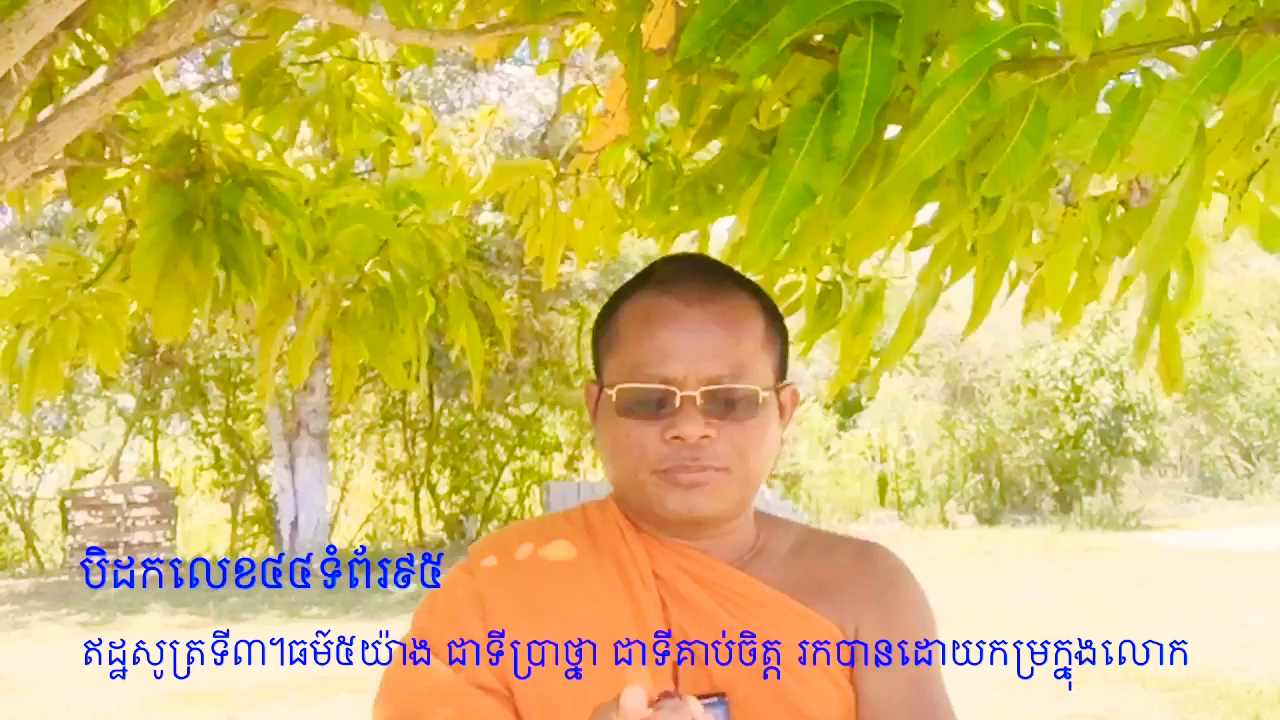 បិដកលេខ៤៤ទំព័រ៩៥
ឥដ្ឋសូត្រទី៣។ធម៌៥យ៉ាង ជាទីប្រាថ្នា ជាទីគាប់ចិត្ត រកបានដោយកម្រក្នុងលោក